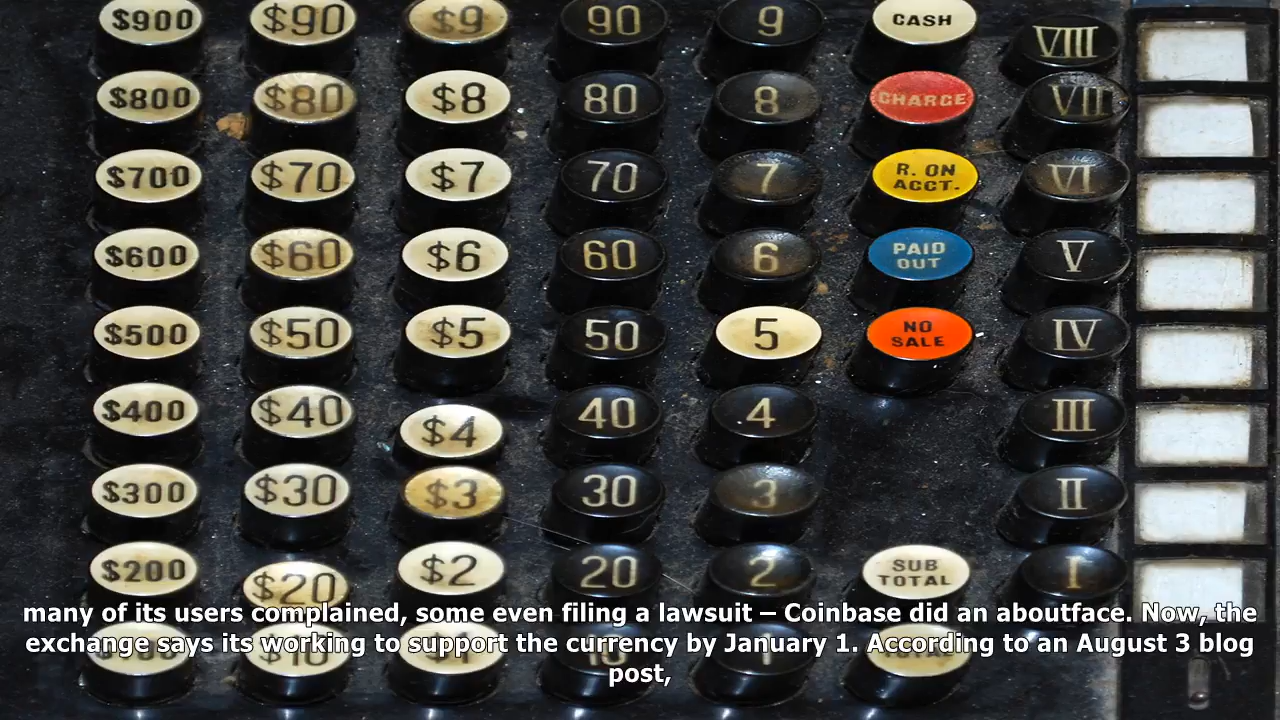 $900 $90 $9 90 9 CASH VIII
$800 $80 $8 80 8 CHARGE VII
$700 $70 $7 70 7 R. ON ACCT. VI
$600 $60 $6 60 6 PAID OUT V
$500 $50 $5 50 5 NO SALE IV
$400 $40 $4 40 4 III
$300 $30 $3 30 3 II
$200 $20 $2 20 2 SUB TOTAL I
many of its users complained, some even filing a lawsuit – Coinbase did an aboutface. Now, the
exchange says its working to support the currency by January 1. According to an August 3 blog
post,